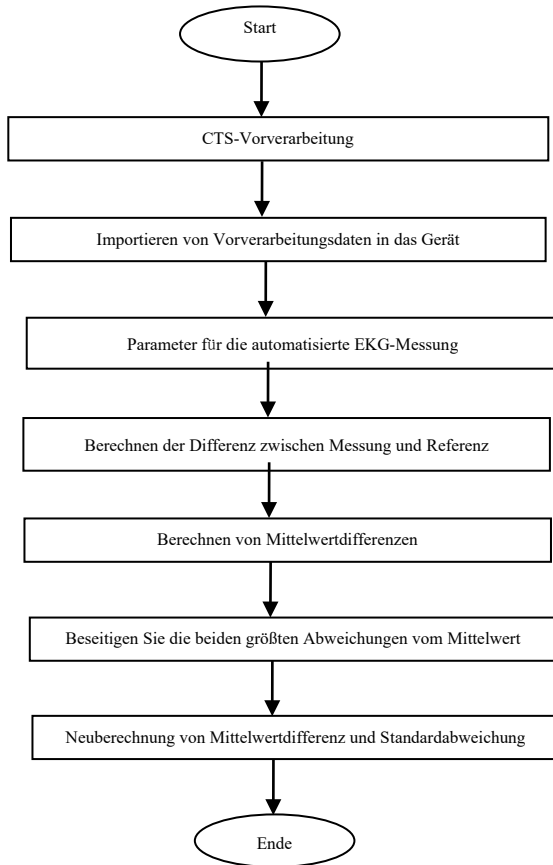 Start
CTS-Vorverarbeitung
Importieren von Vorverarbeitungsdaten in das Gerät
Parameter für die automatisierte EKG-Messung
Berechnen der Differenz zwischen Messung und Referenz
Berechnen von Mittelwertdifferenzen
Beseitigen Sie die beiden größten Abweichungen vom Mittelwert
Neuberechnung von Mittelwertdifferenz und Standardabweichung
Ende